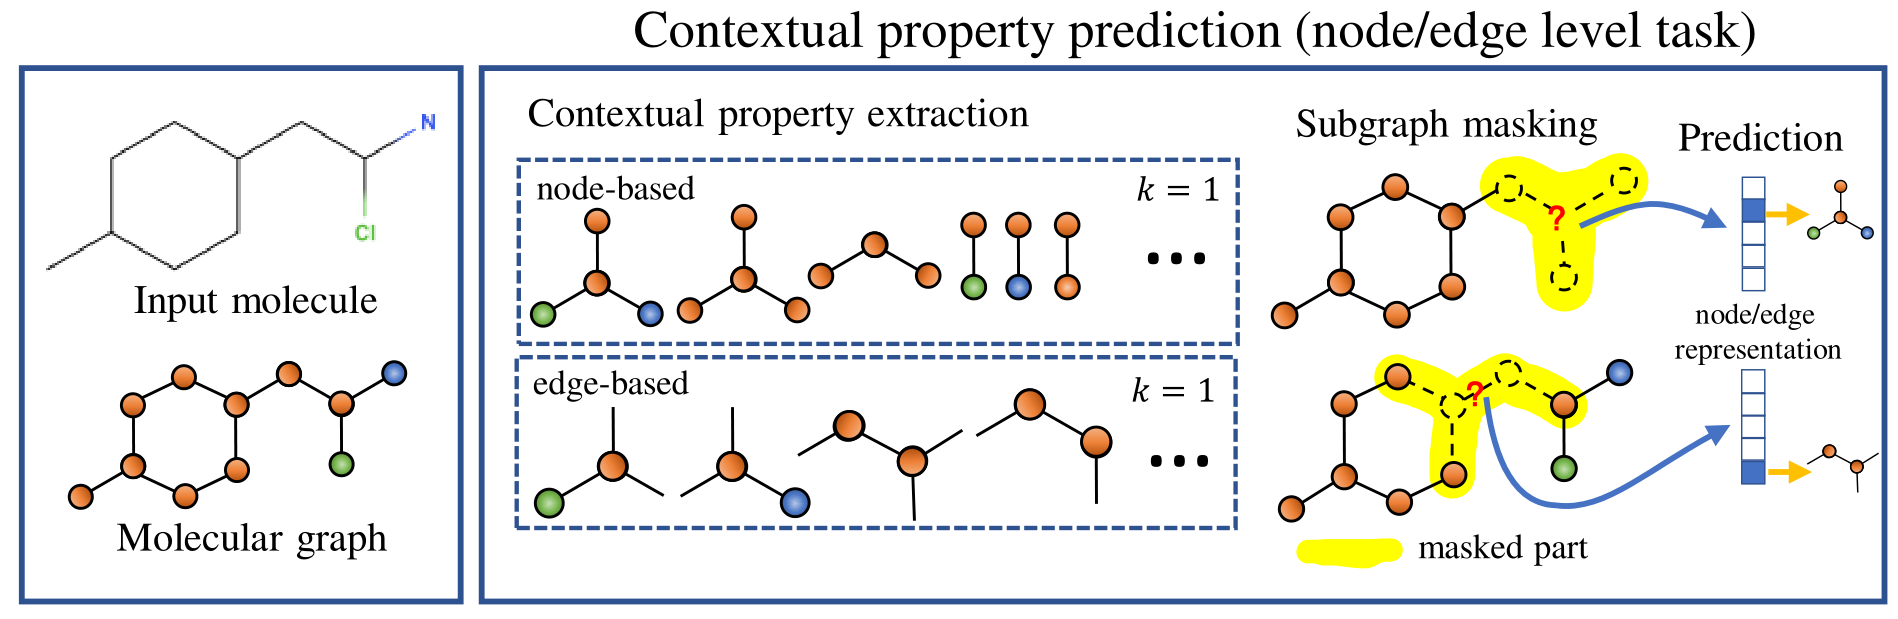 Contextual property prediction (node/edge level task)
N
Cl
Input molecule
Molecular graph
Contextual property extraction
node-based
k = 1
edge-based
k = 1
Subgraph masking
?
?
masked part
Prediction
node/edge
representation